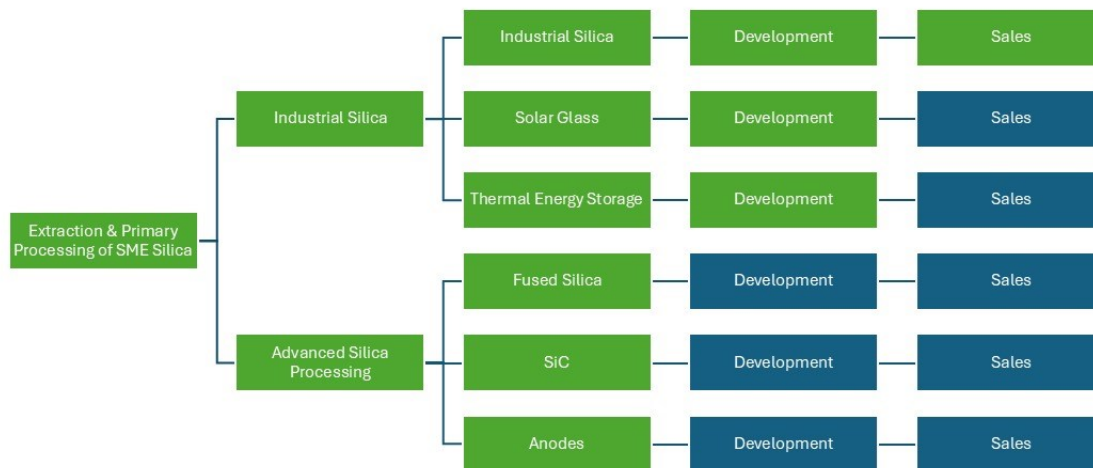 Industrial Silica
Development
Sales
Industrial Silica
Solar Glass
Development
Sales
Thermal Energy Storage
Development
Sales
Extraction & Primary
Processing of SME Silica
Fused Silica
Development
Sales
Advanced Silica
Processing
SiC
Development
Sales
Anodes
Development
Sales